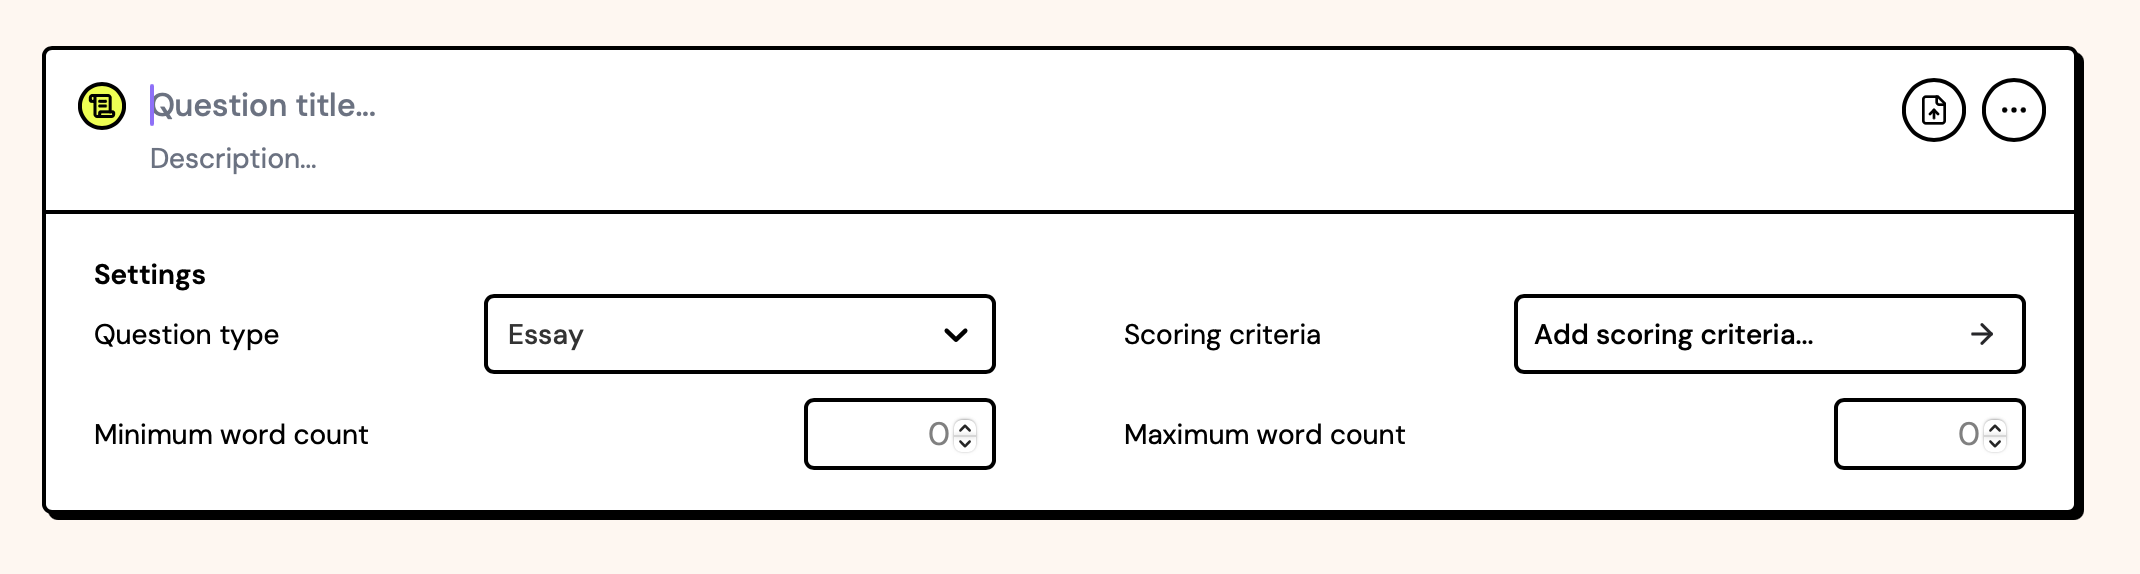 Question title...
Description...
Settings
Question type
Essay
Scoring criteria
Add scoring criteria...
Minimum word count
0
Maximum word count
0